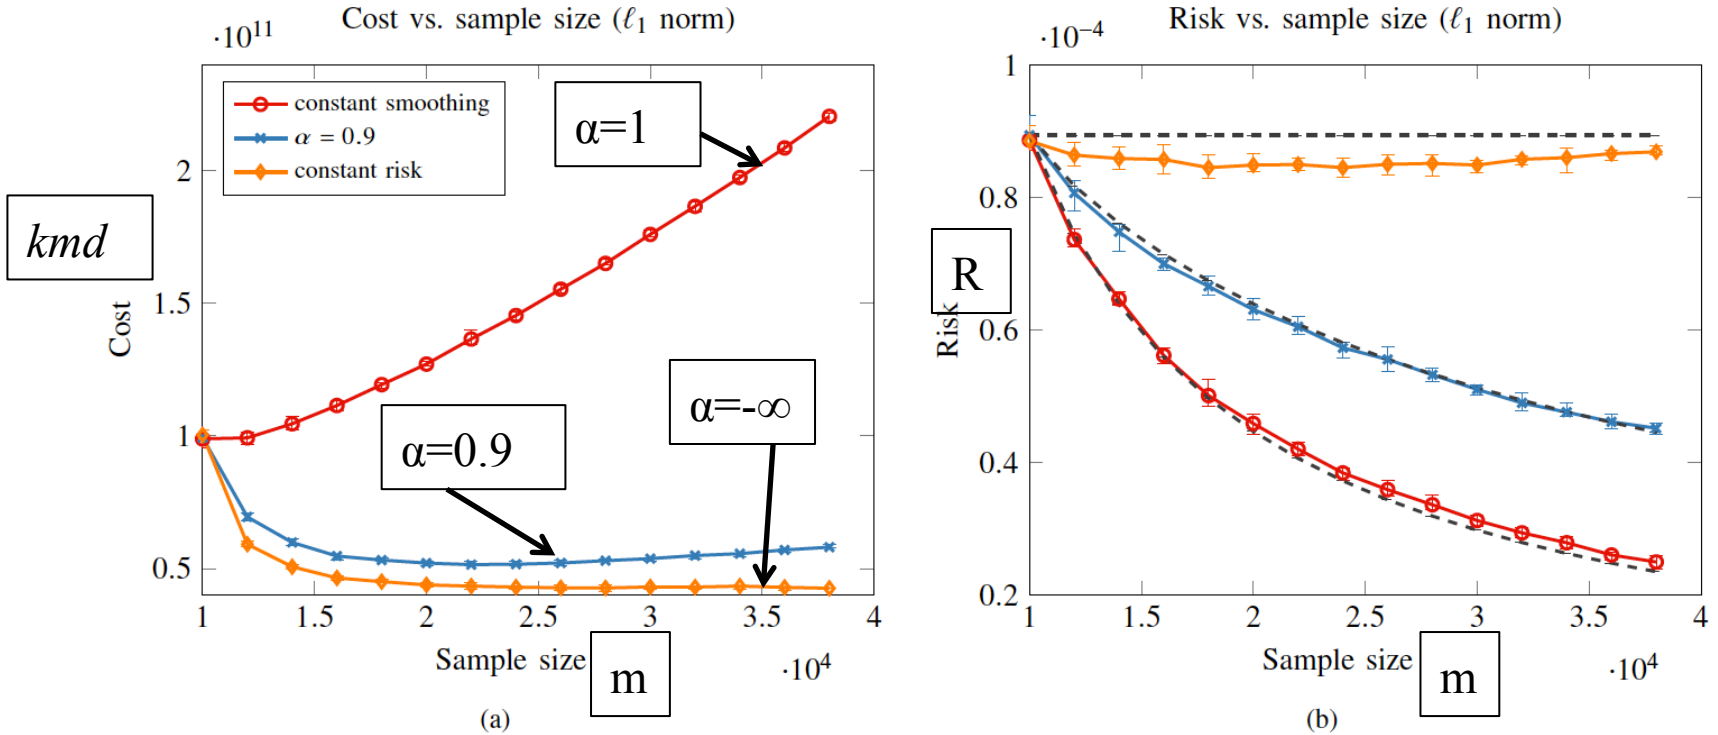 Cost vs. sample size (ℓ₁ norm)
·10¹¹
constant smoothing
α = 0.9
constant risk
α=1
kmd
Cost
2
1.5
1
0.5
α=0.9
α=-∞
1 1.5 2 2.5 3 3.5 4
Sample size
m
·10⁴
(a)
Risk vs. sample size (ℓ₁ norm)
·10⁻⁴
R
Risk
1
0.8
0.6
0.4
0.2
1 1.5 2 2.5 3 3.5 4
Sample size
m
·10⁴
(b)